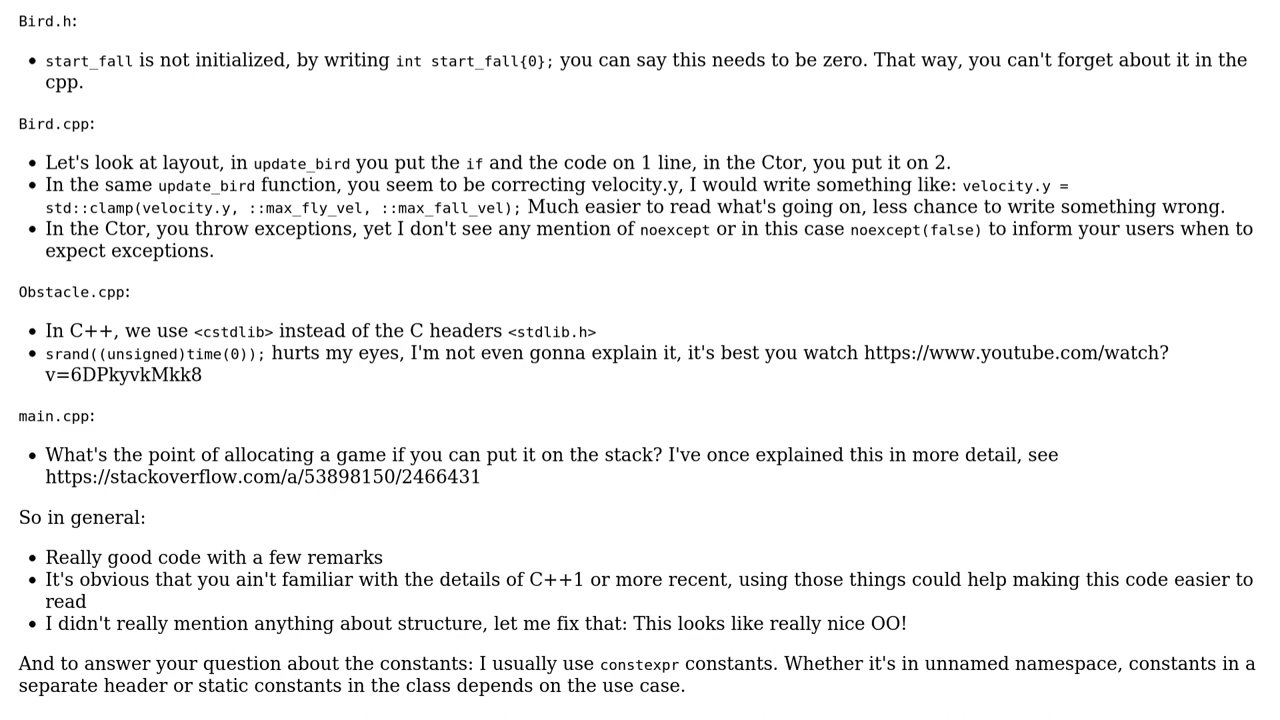 Bird.h:
start_fall is not initialized, by writing int start_fall{0}; you can say this needs to be zero. That way, you can't forget about it in the
cpp.
Bird.cpp:
Let's look at layout, in update_bird you put the if and the code on 1 line, in the Ctor, you put it on 2.
In the same update_bird function, you seem to be correcting velocity.y, I would write something like: velocity.y =
std::clamp(velocity.y, ::max_fly_vel, ::max_fall_vel); Much easier to read what's going on, less chance to write something wrong.
In the Ctor, you throw exceptions, yet I don't see any mention of noexcept or in this case noexcept(false) to inform your users when to
expect exceptions.
Obstacle.cpp:
In C++, we use <cstdlib> instead of the C headers <stdlib.h>
srand((unsigned)time(0)); hurts my eyes, I'm not even gonna explain it, it's best you watch https://www.youtube.com/watch?
v=6DPkyvkMkk8
main.cpp:
What's the point of allocating a game if you can put it on the stack? I've once explained this in more detail, see
https://stackoverflow.com/a/53898150/2466431
So in general:
Really good code with a few remarks
It's obvious that you ain't familiar with the details of C++1 or more recent, using those things could help making this code easier to
read
I didn't really mention anything about structure, let me fix that: This looks like really nice OO!
And to answer your question about the constants: I usually use constexpr constants. Whether it's in unnamed namespace, constants in a
separate header or static constants in the class depends on the use case.